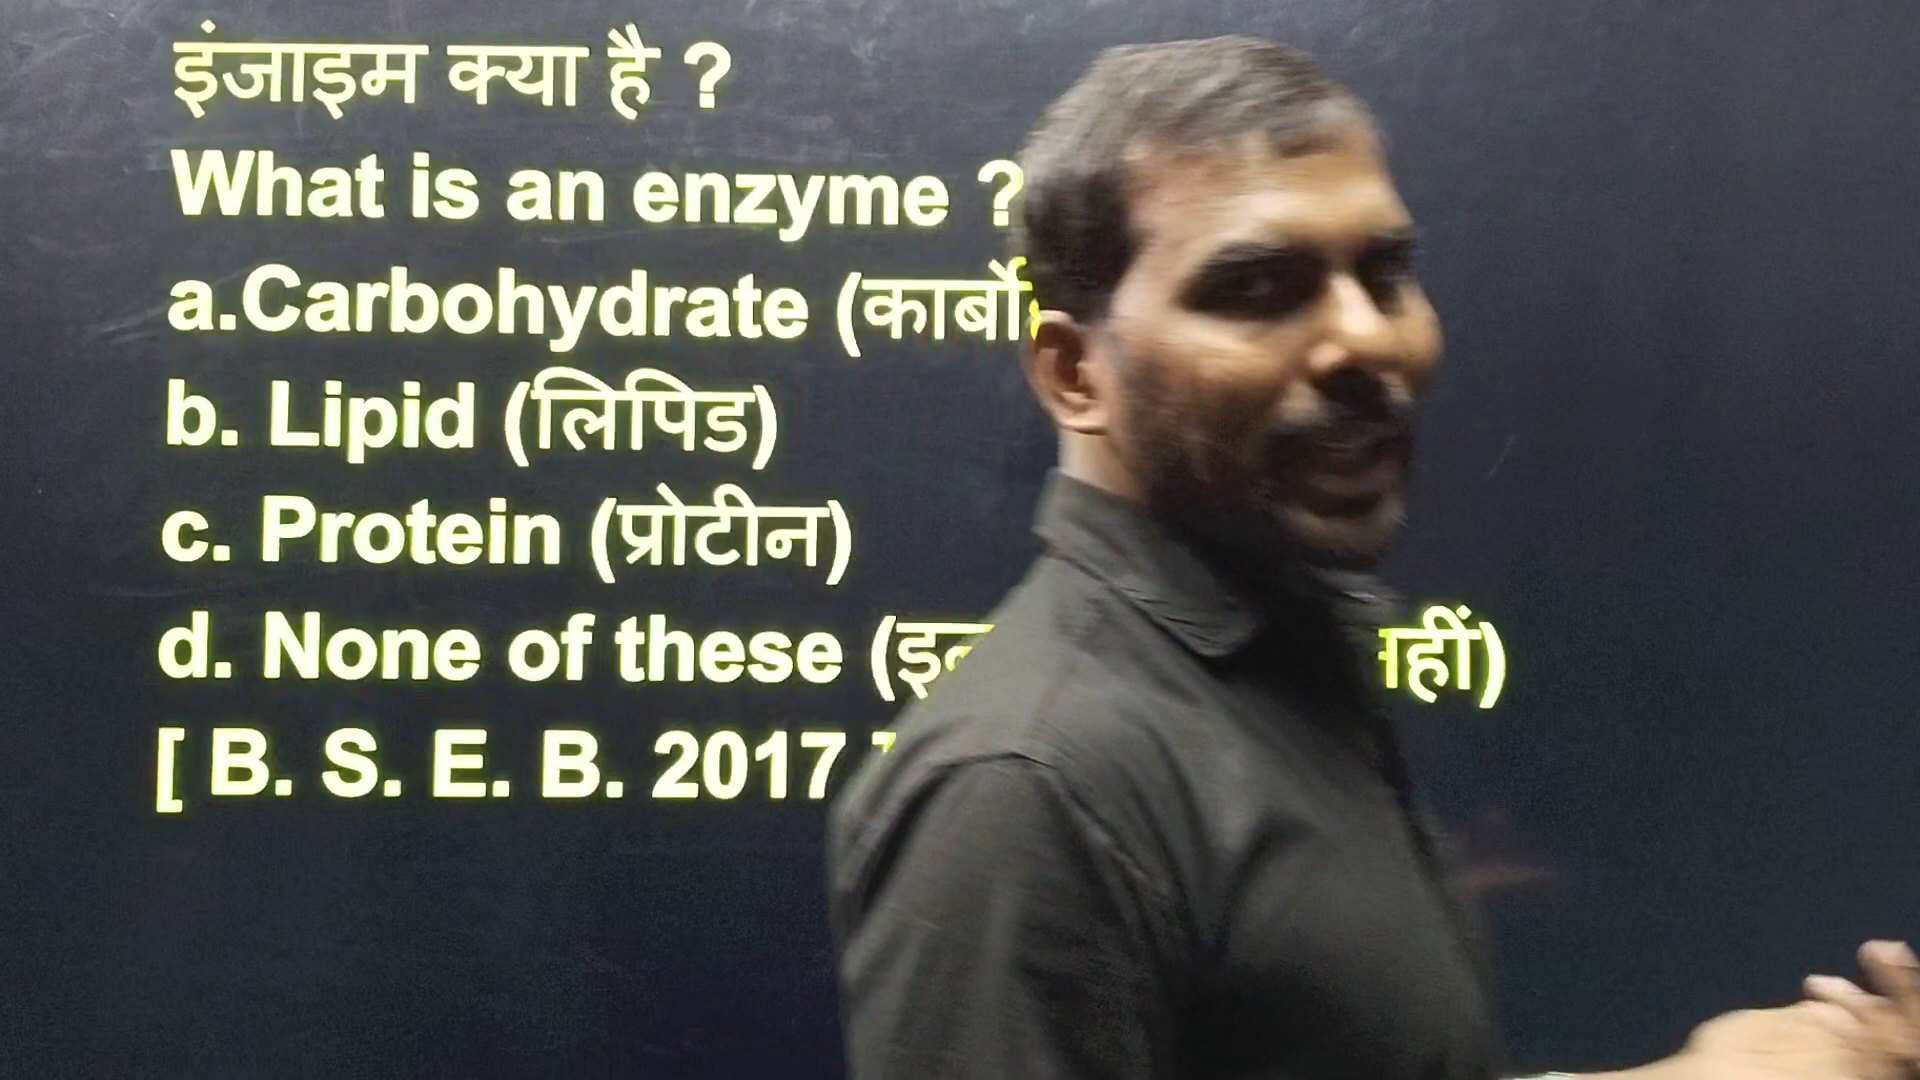 इंजाइम क्या है ?
What is an enzyme ?
a.Carbohydrate (
b. Lipid (लिपिड)
c. Protein (प्रोटीन)
d. None of these (
[ B. S. E. B. 2017